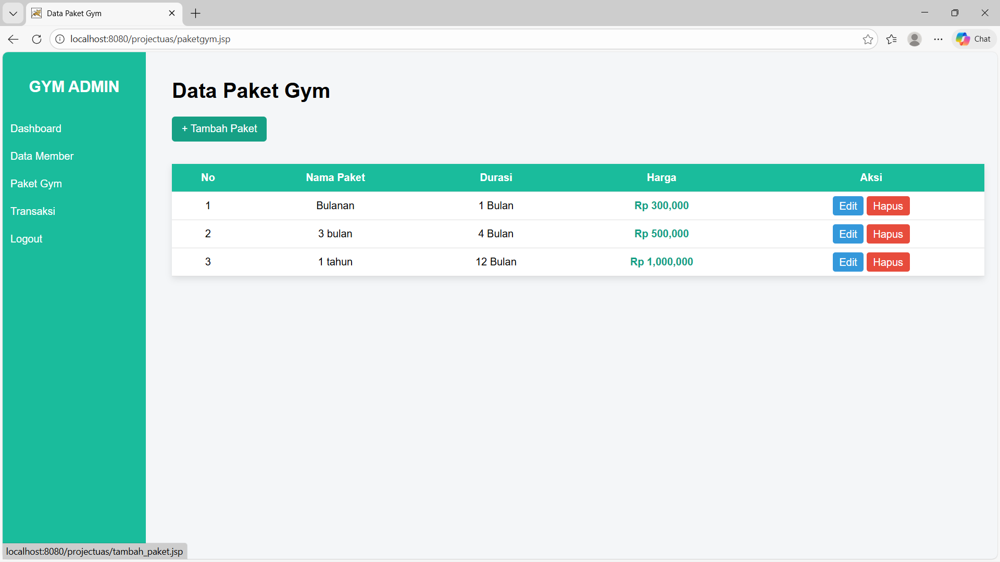 Data Paket Gym
localhost:8080/projectuas/paketgym.jsp
Chat
GYM ADMIN
Dashboard
Data Member
Paket Gym
Transaksi
Logout
Data Paket Gym
+ Tambah Paket
No Nama Paket Durasi Harga Aksi
1 Bulanan 1 Bulan Rp 300,000 Edit Hapus
2 3 bulan 4 Bulan Rp 500,000 Edit Hapus
3 1 tahun 12 Bulan Rp 1,000,000 Edit Hapus
localhost:8080/projectuas/tambah_paket.jsp